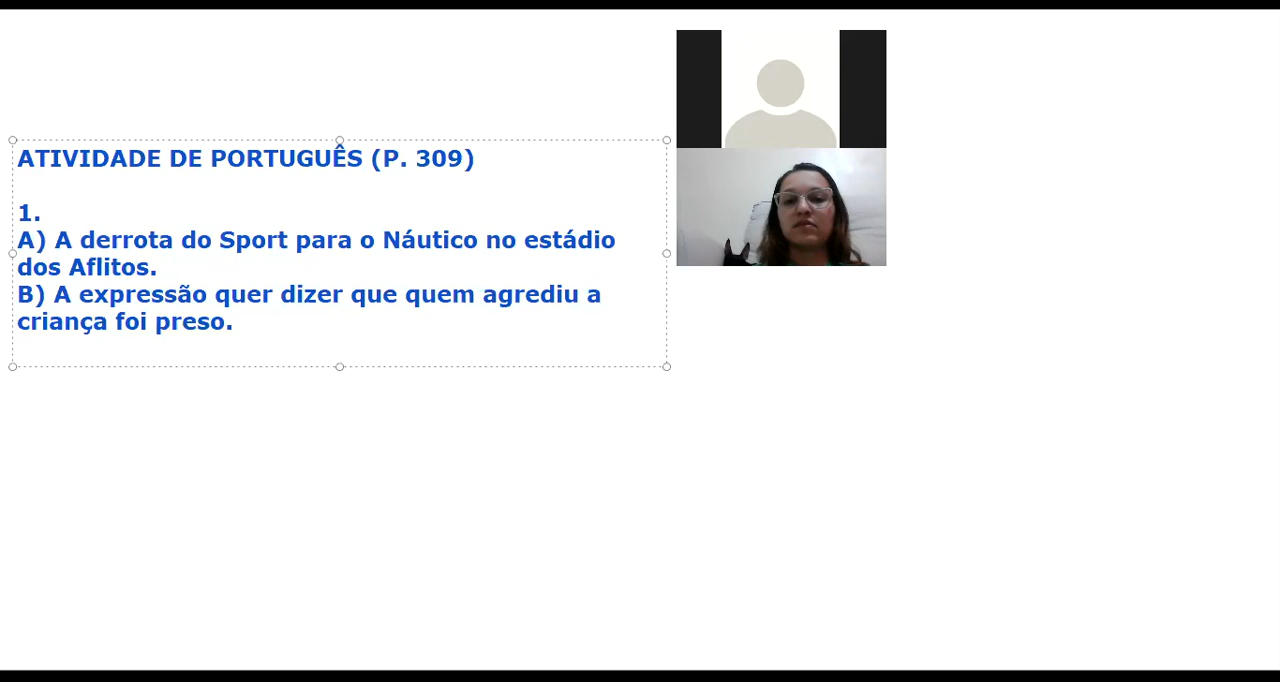 ATIVIDADE DE PORTUGUÊS (P. 309)
1.
A) A derrota do Sport para o Náutico no estádio
dos Aflitos.
B) A expressão quer dizer que quem agrediu a
criança foi preso.